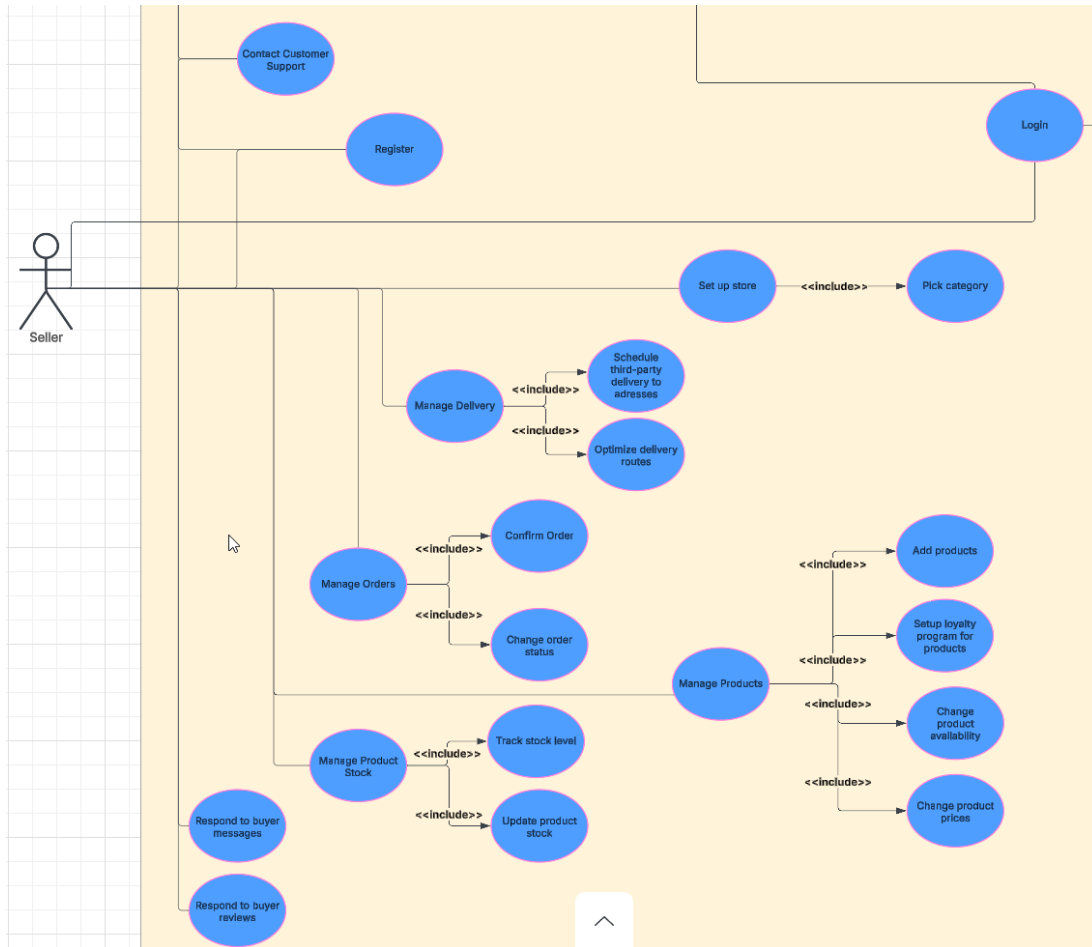 Contact Customer
Support
Register
Login
Seller
Set up store
<<include>>
Pick category
Manage Delivery
<<include>>
Schedule
third-party
delivery to
adresses
<<include>>
Optimize delivery
routes
Manage Orders
<<include>>
Confirm Order
<<include>>
Change order
status
Manage Products
<<include>>
Add products
<<include>>
Setup loyalty
program for
products
<<include>>
Change
product
availability
<<include>>
Change product
prices
Manage Product
Stock
<<include>>
Track stock level
<<include>>
Update product
stock
Respond to buyer
messages
Respond to buyer
reviews